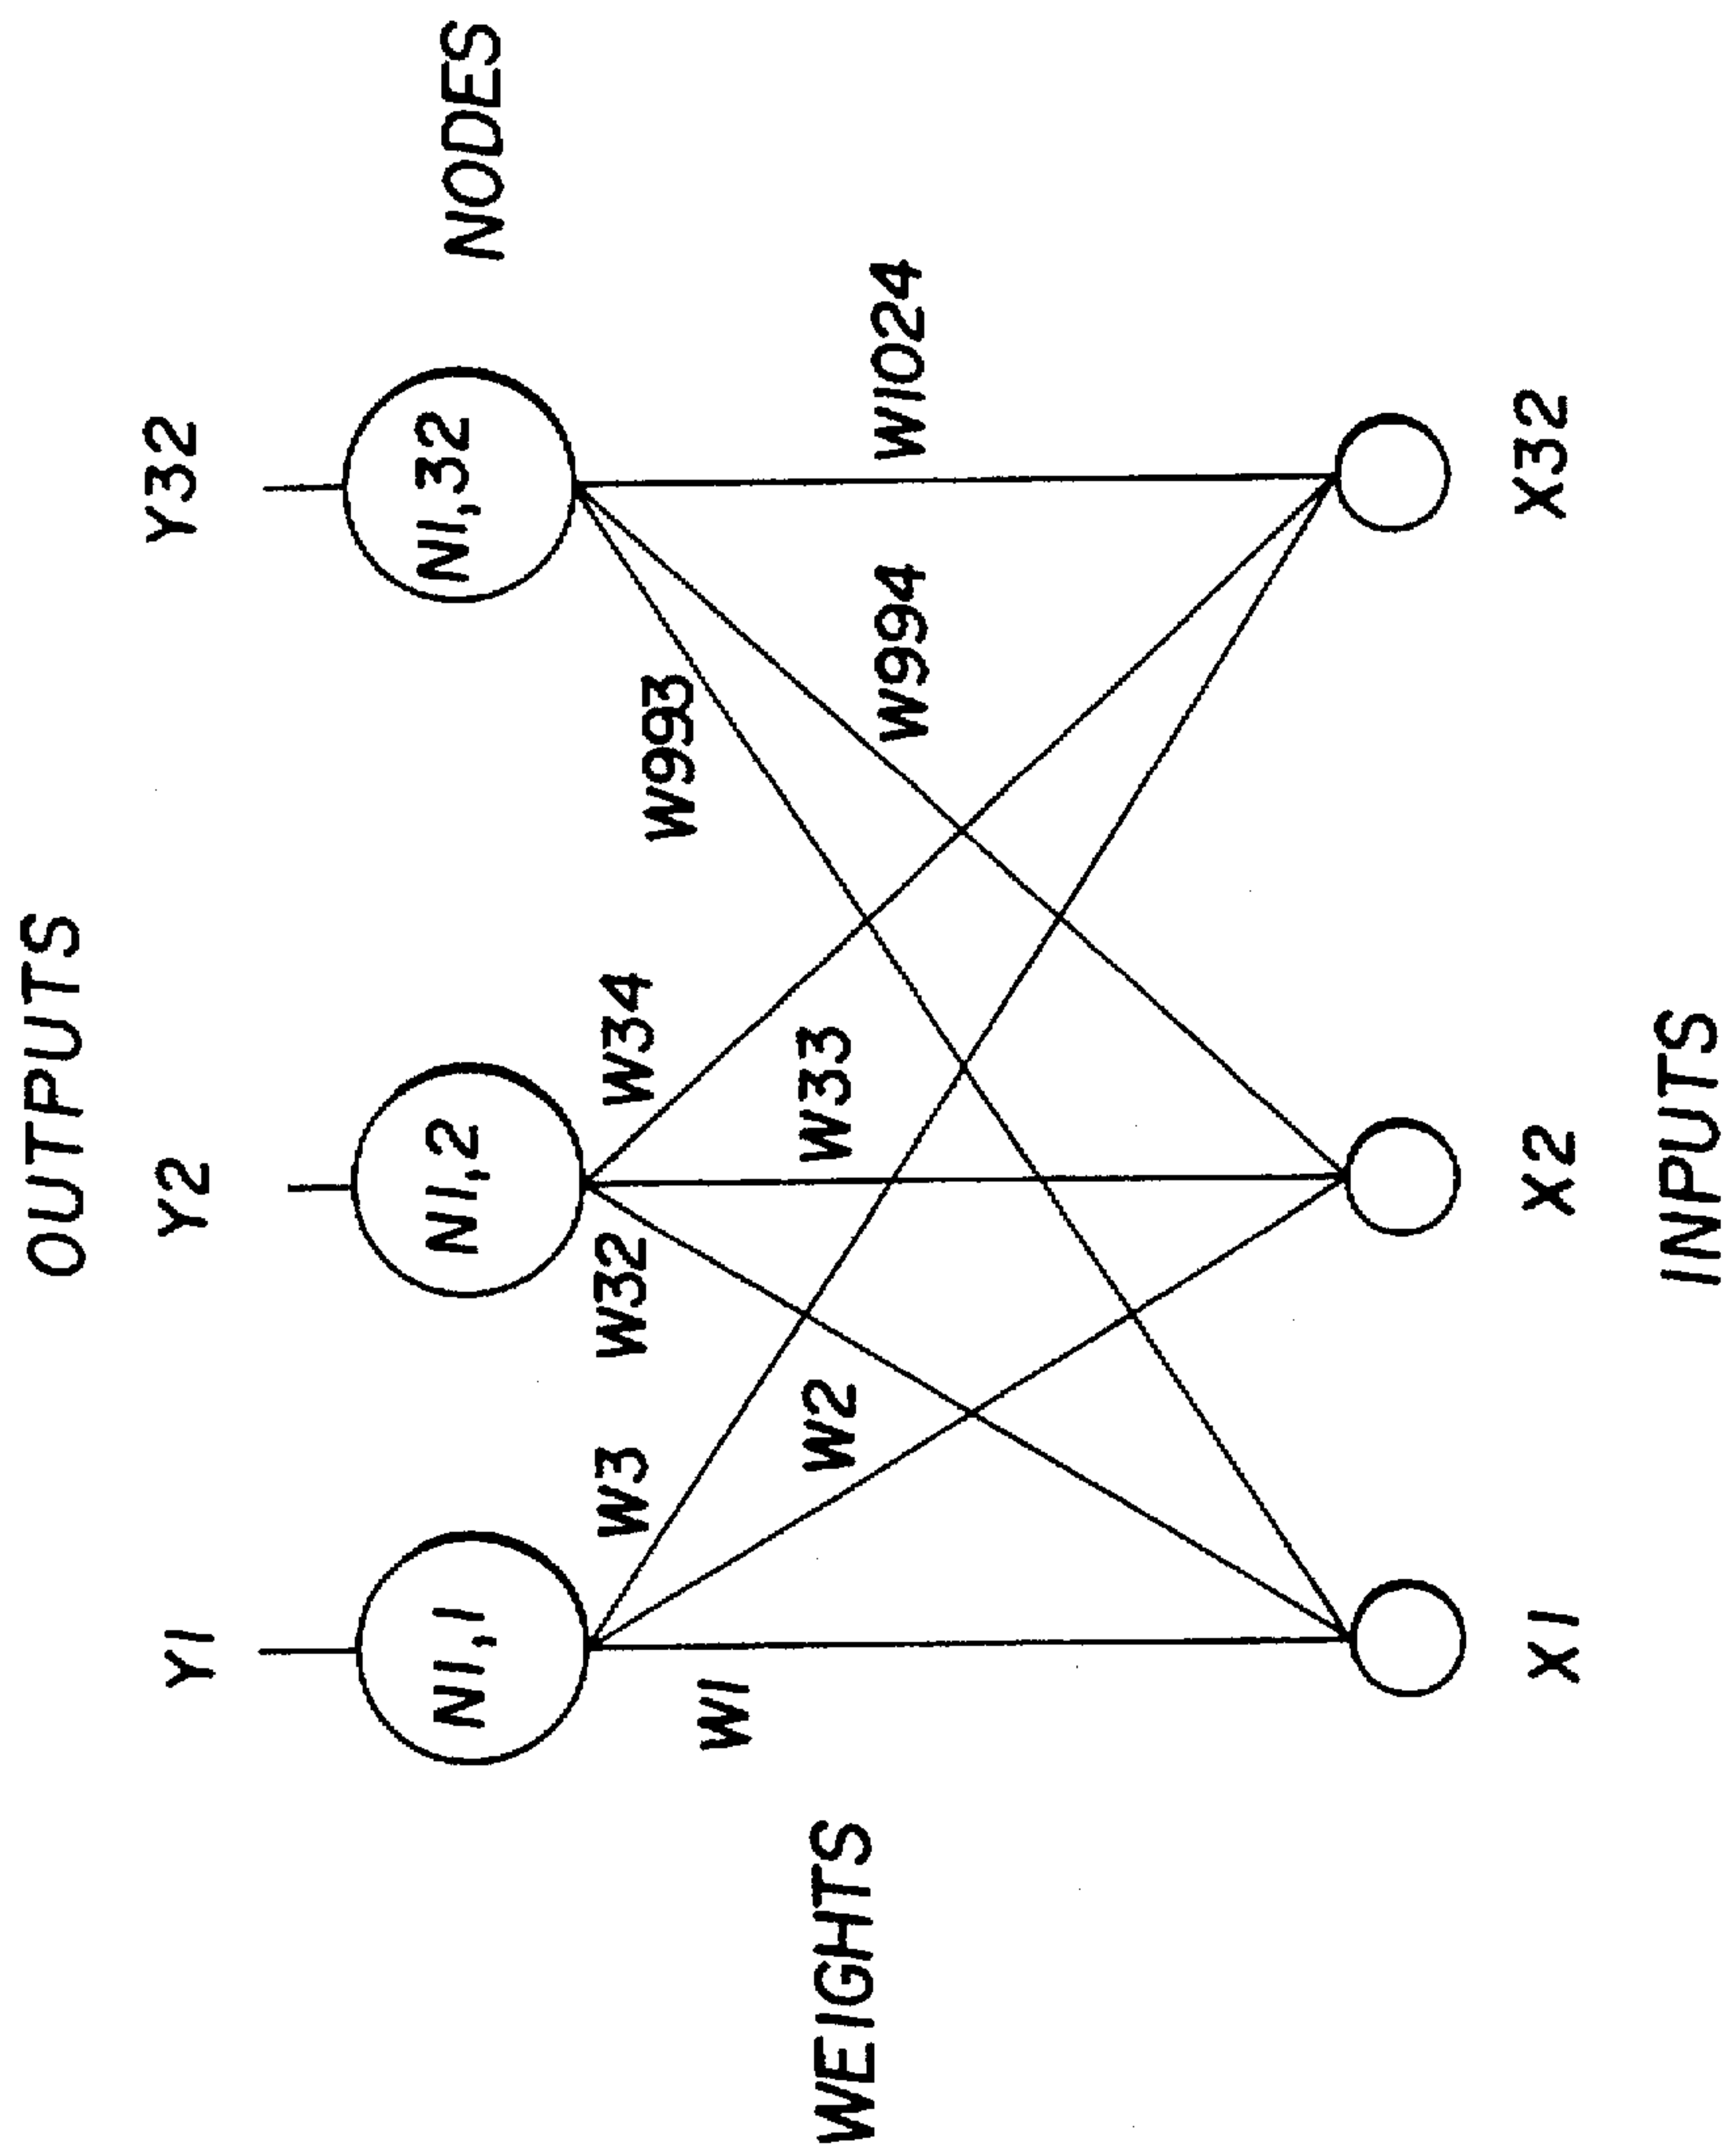 OUTPUTS
Y1 Y2 Y32
N1,1 N1,2 N1,32 NODES
W3 W32 W34 W993
W1
WEIGHTS W2 W33 W994 W1024
X1 X2 X32
INPUTS